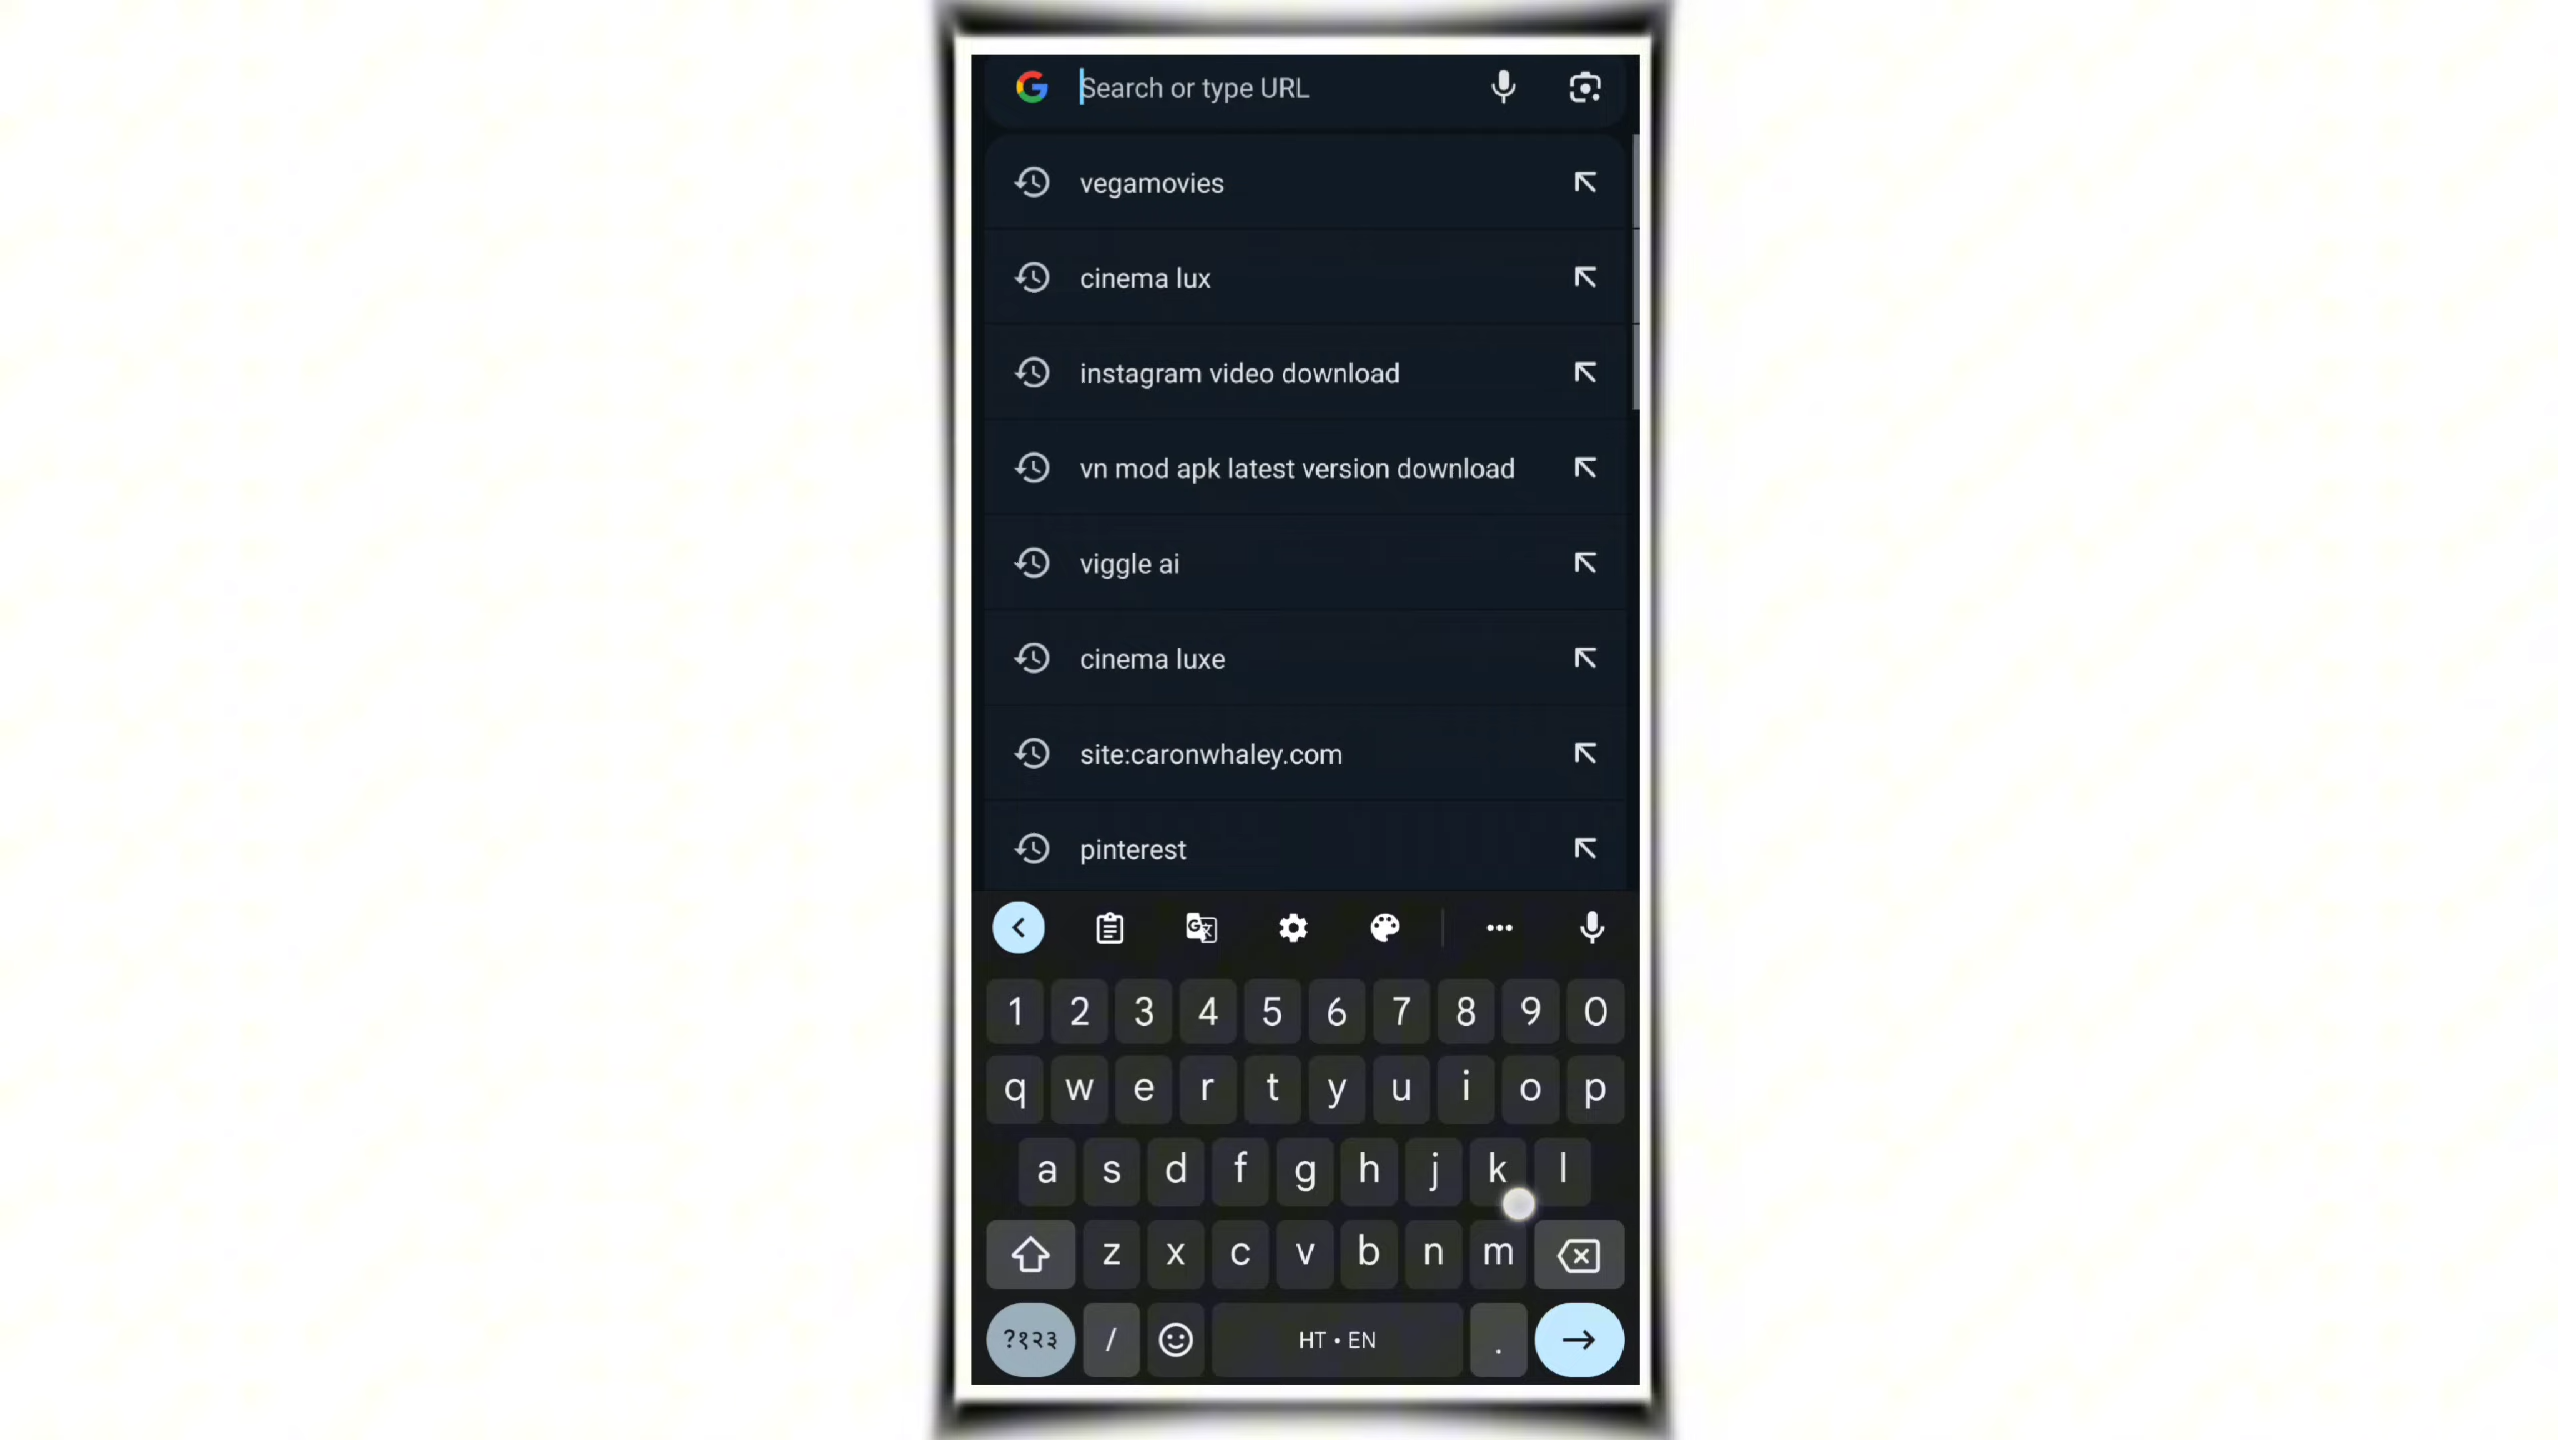 Search or type URL
vegamovies
cinema lux
instagram video download
vn mod apk latest version download
viggle ai
cinema luxe
site:caronwhaley.com
pinterest
1 2 3 4 5 6 7 8 9 0
q w e r t y u i o p
a s d f g h j k l
z x c v b n m
?१२३ / HT • EN .